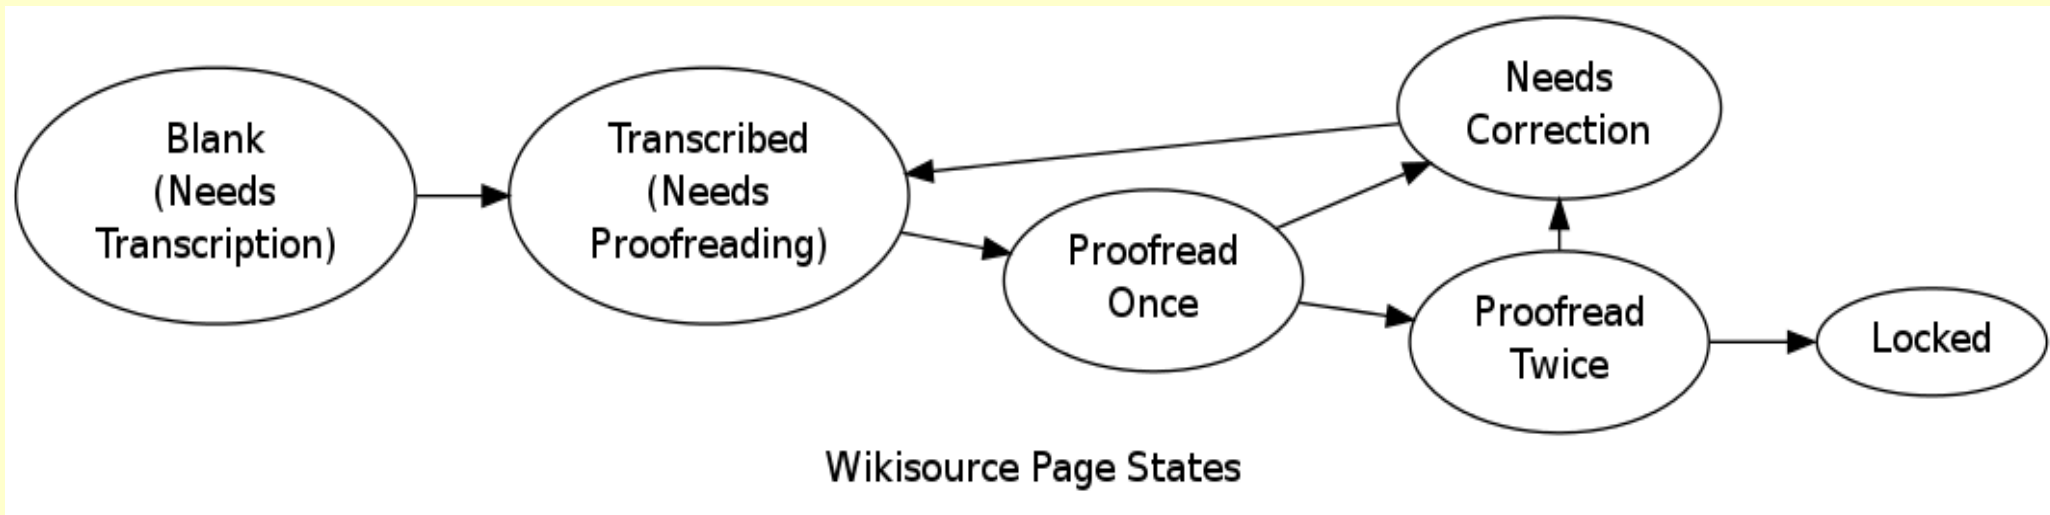 Blank
(Needs
Transcription)
Transcribed
(Needs
Proofreading)
Proofread
Once
Needs
Correction
Proofread
Twice
Locked
Wikisource Page States